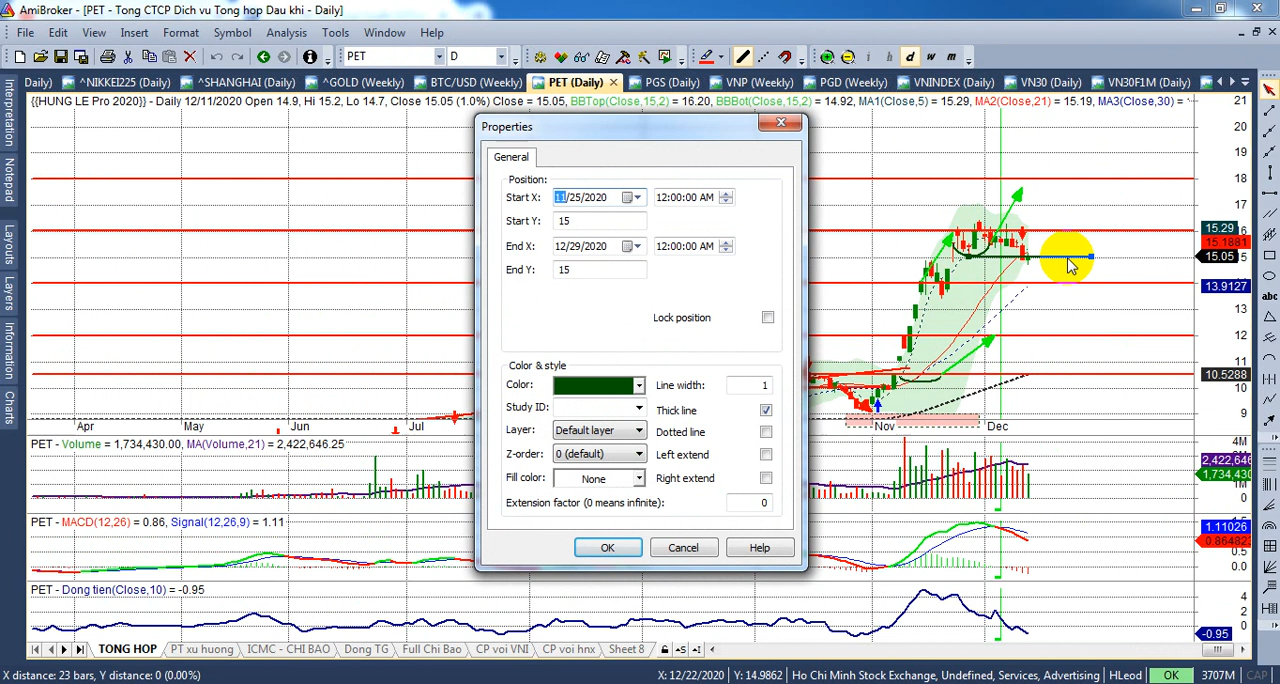 AmiBroker - [PET - Tong CTCP Dich vu Tong hop Dau khi - Daily]
File Edit View Insert Format Symbol Analysis Tools Window Help
PET D i h d w m
Daily) ^NIKKEI225 (Daily) ^SHANGHAI (Daily) ^GOLD (Weekly) BTC/USD (Weekly) PET (Daily) PGS (Daily) VNP (Weekly) PGD (Weekly) VNINDEX (Daily) VN30 (Daily) VN30F1M (Daily)
{{HUNG LE Pro 2020}} - Daily 12/11/2020 Open 14.9, Hi 15.2, Lo 14.7, Close 15.05 (1.0%) Close = 15.05, BBTop(Close,15,2) = 16.20, BBBot(Close,15,2) = 14.92, MA1(Close,5) = 15.29, MA2(Close,21) = 15.19, MA3(Close,30) =
Interpretation
Notepad
Layouts
Layers
Information
Charts
Properties
General
Position:
Start X: 11/25/2020 12:00:00 AM
Start Y: 15
End X: 12/29/2020 12:00:00 AM
End Y: 15
Lock position
Color & style
Color: Line width: 1
Study ID: Thick line
Layer: Default layer Dotted line
Z-order: 0 (default) Left extend
Fill color: None Right extend
Extension factor (0 means infinite): 0
OK Cancel Help
21
20
19
18
17
15.29 6
15.1881
15.05 5
13.9127
13
12
11
10.5288
10
9
abc
Apr May Jun Jul Nov Dec
PET - Volume = 1,734,430.00, MA(Volume,21) = 2,422,646.25
4M
2,422,646
1,734,430
PET - MACD(12,26) = 0.86, Signal(12,26,9) = 1.11
1.11026
0.864823
0.5
0.0
PET - Dong tien(Close,10) = -0.95
4
2
0
-0.95
TONG HOP PT xu huong ICMC - CHI BAO Dong TG Full Chi Bao CP voi VNI CP voi hnx Sheet 8
X distance: 23 bars, Y distance: 0 (0.00%) X: 12/22/2020 Y: 14.9862 Ho Chi Minh Stock Exchange, Undefined, Services, Advertising HLeod OK 3707M CAP